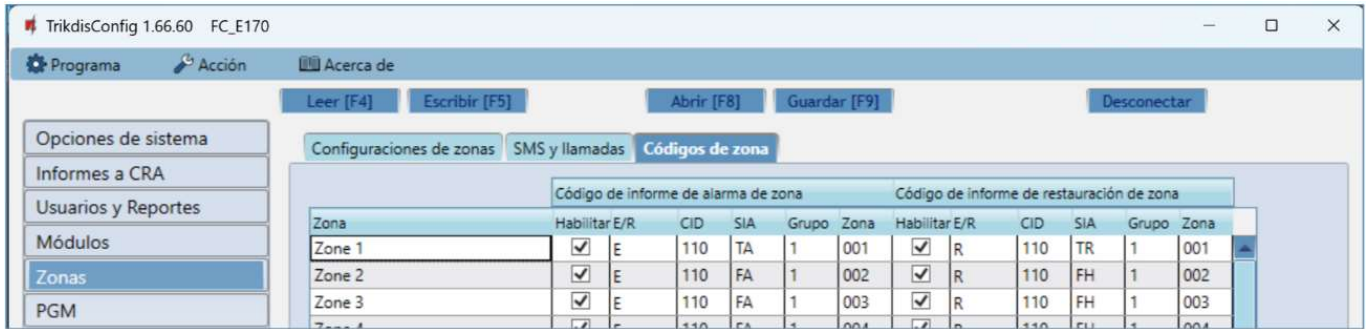 TrikdisConfig 1.66.60 FC_E170
Programa Acción Acerca de
Leer [F4] Escribir [F5] Abrir [F8] Guardar [F9] Desconectar
Opciones de sistema
Informes a CRA
Usuarios y Reportes
Módulos
Zonas
PGM
Configuraciones de zonas SMS y llamadas Códigos de zona
Código de informe de alarma de zona Código de informe de restauración de zona
Zona Habilitar E/R CID SIA Grupo Zona Habilitar E/R CID SIA Grupo Zona
Zone 1 E 110 TA 1 001 R 110 TR 1 001
Zone 2 E 110 FA 1 002 R 110 FH 1 002
Zone 3 E 110 FA 1 003 R 110 FH 1 003